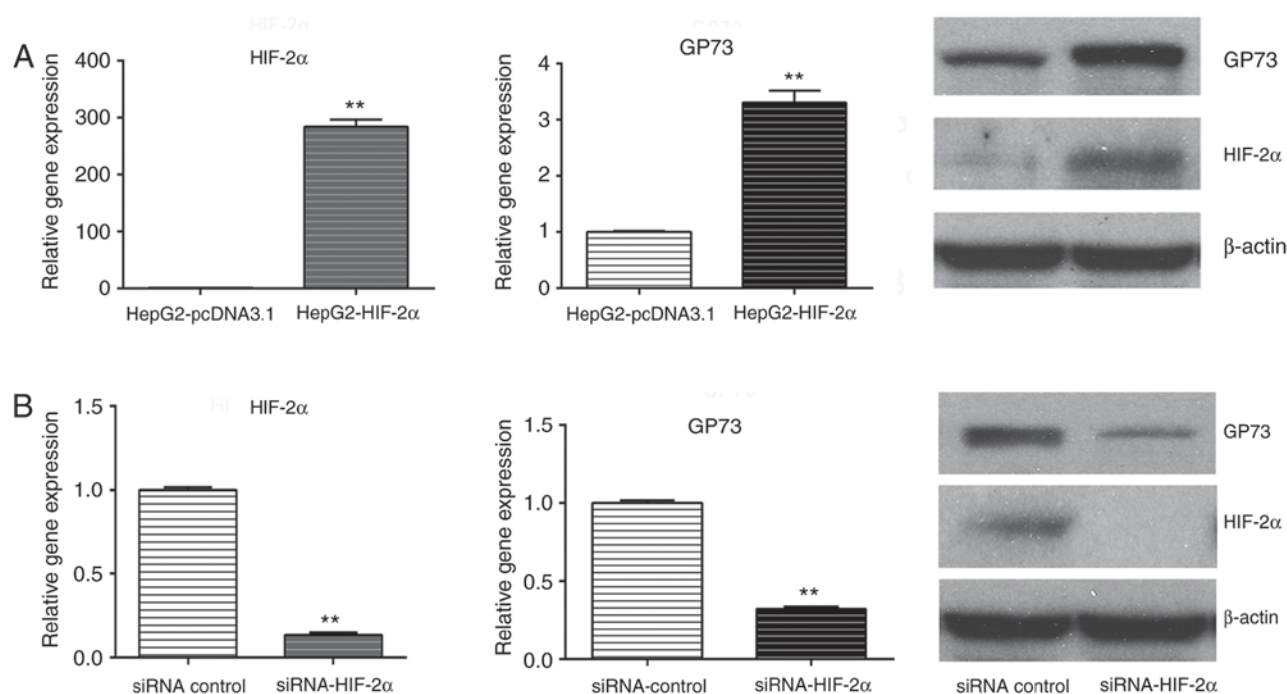 A
HIF-2α
Relative gene expression
400
300
200
100
0
**
HepG2-pcDNA3.1
HepG2-HIF-2α
GP73
Relative gene expression
4
3
2
1
0
**
HepG2-pcDNA3.1
HepG2-HIF-2α
GP73
HIF-2α
β-actin
B
HIF-2α
Relative gene expression
1.5
1.0
0.5
0.0
**
siRNA control
siRNA-HIF-2α
GP73
Relative gene expression
1.5
1.0
0.5
0.0
**
siRNA-control
siRNA-HIF-2α
GP73
HIF-2α
β-actin
siRNA control
siRNA-HIF-2α